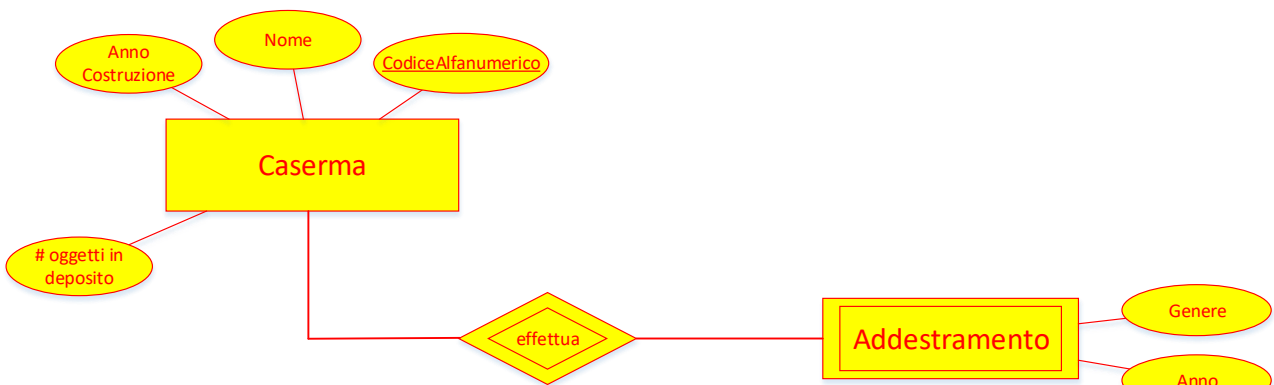 Nome
Anno
Costruzione
CodiceAlfanumerico
Caserma
# oggetti in
deposito
effettua
Addestramento
Genere
Anno